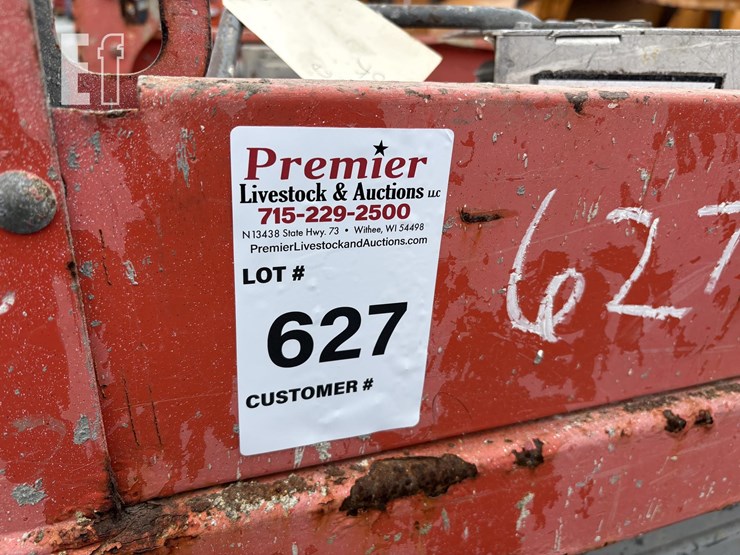 Ef
Premier
Livestock & Auctions LLC
715-229-2500
N13438 State Hwy. 73 • Withee, WI 54498
PremierLivestockandAuctions.com
LOT #
627
CUSTOMER #
627